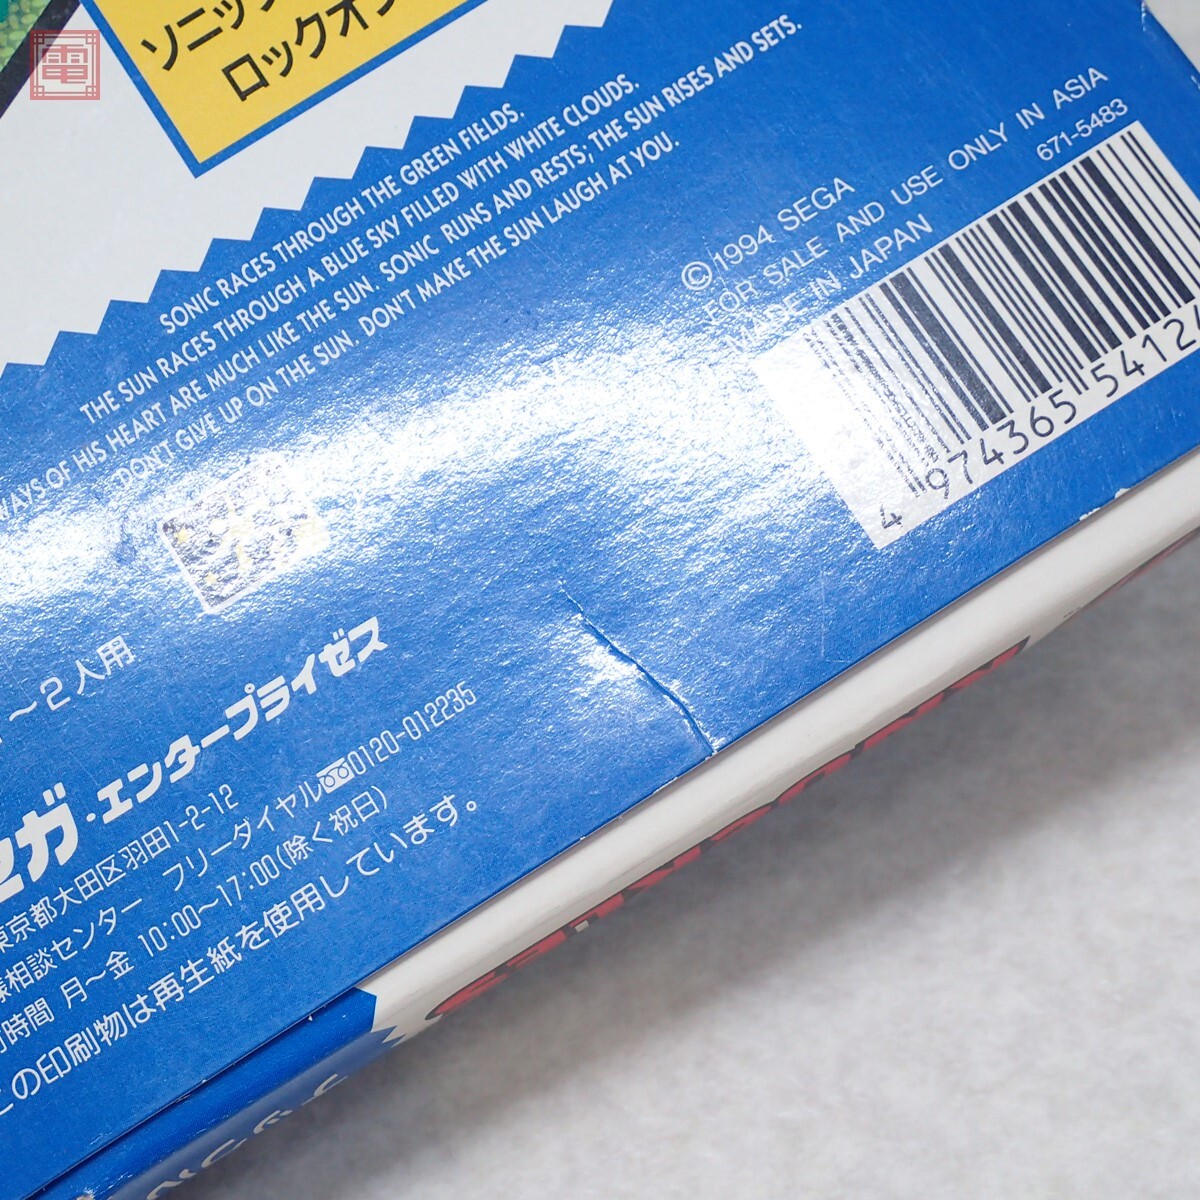 電
ソニッ
ロックオ
SONIC RACES THROUGH THE GREEN FIELDS.
THE SUN RACES THROUGH A BLUE SKY FILLED WITH WHITE CLOUDS.
WAYS OF HIS HEART ARE MUCH LIKE THE SUN. SONIC RUNS AND RESTS; THE SUN RISES AND SETS.
DON'T GIVE UP ON THE SUN. DON'T MAKE THE SUN LAUGH AT YOU.
©1994 SEGA
FOR SALE AND USE ONLY IN ASIA
MADE IN JAPAN
671-5483
4 974365 54124
～2人用
セガ・エンタープライゼス
東京都大田区羽田1-2-12
様相談センター フリーダイヤル 0120-012235
時間 月～金 10:00～17:00(除く祝日)
この印刷物は再生紙を使用しています。